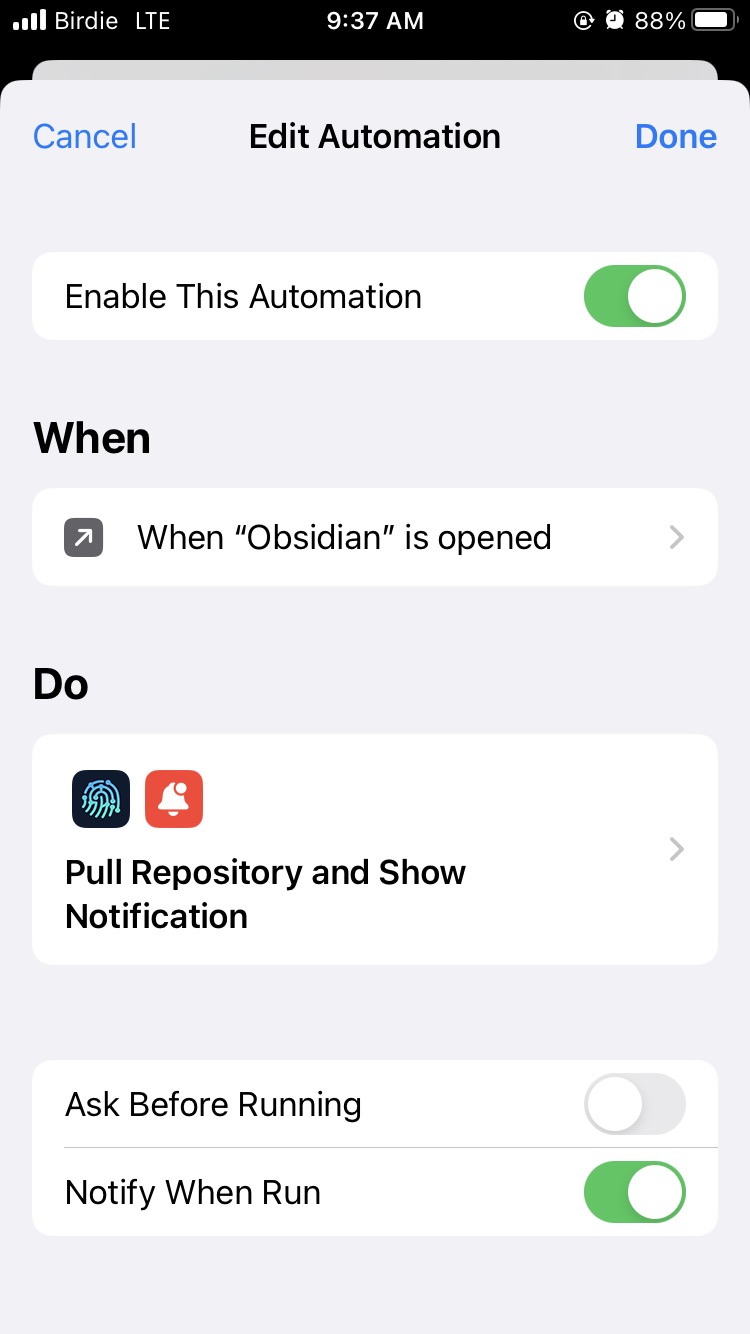 Birdie LTE 9:37 AM 88%
Cancel Edit Automation Done
Enable This Automation
When
When “Obsidian” is opened
Do
Pull Repository and Show
Notification
Ask Before Running
Notify When Run